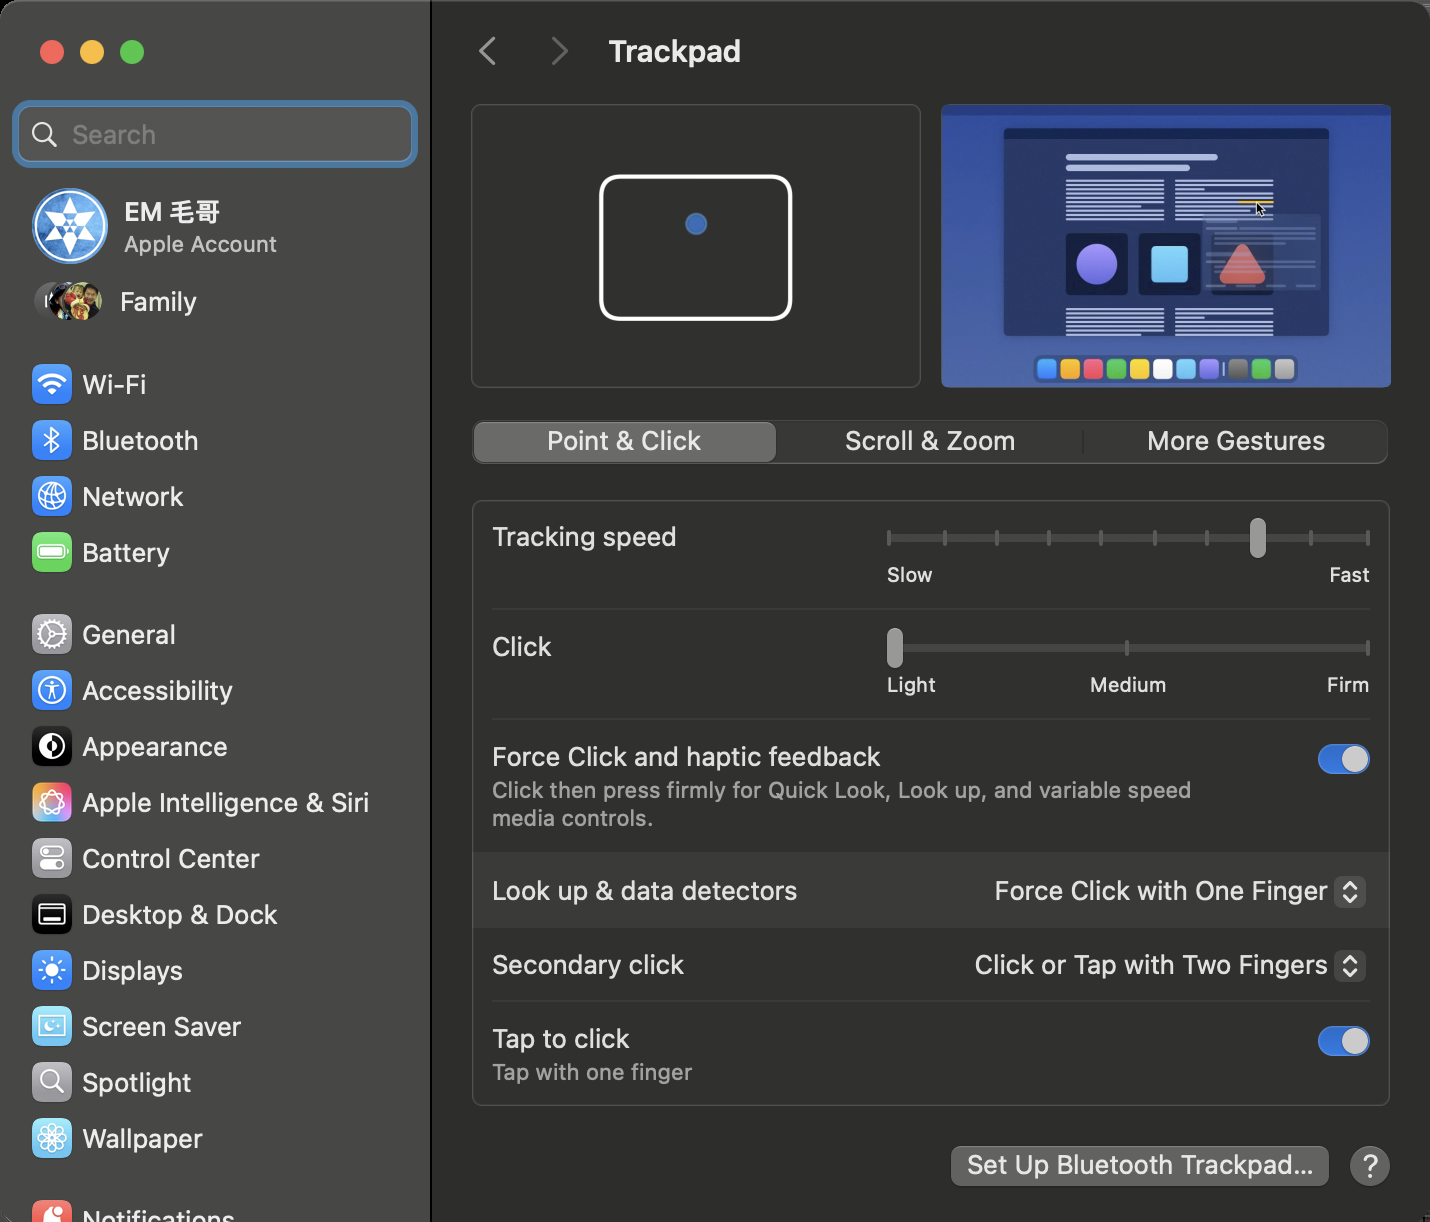 Trackpad
Search
EM 毛哥
Apple Account
Family
Wi-Fi
Bluetooth
Network
Battery
General
Accessibility
Appearance
Apple Intelligence & Siri
Control Center
Desktop & Dock
Displays
Screen Saver
Spotlight
Wallpaper
Notifications
Point & Click
Scroll & Zoom
More Gestures
Tracking speed
Slow
Fast
Click
Light
Medium
Firm
Force Click and haptic feedback
Click then press firmly for Quick Look, Look up, and variable speed
media controls.
Look up & data detectors
Force Click with One Finger
Secondary click
Click or Tap with Two Fingers
Tap to click
Tap with one finger
Set Up Bluetooth Trackpad...
?